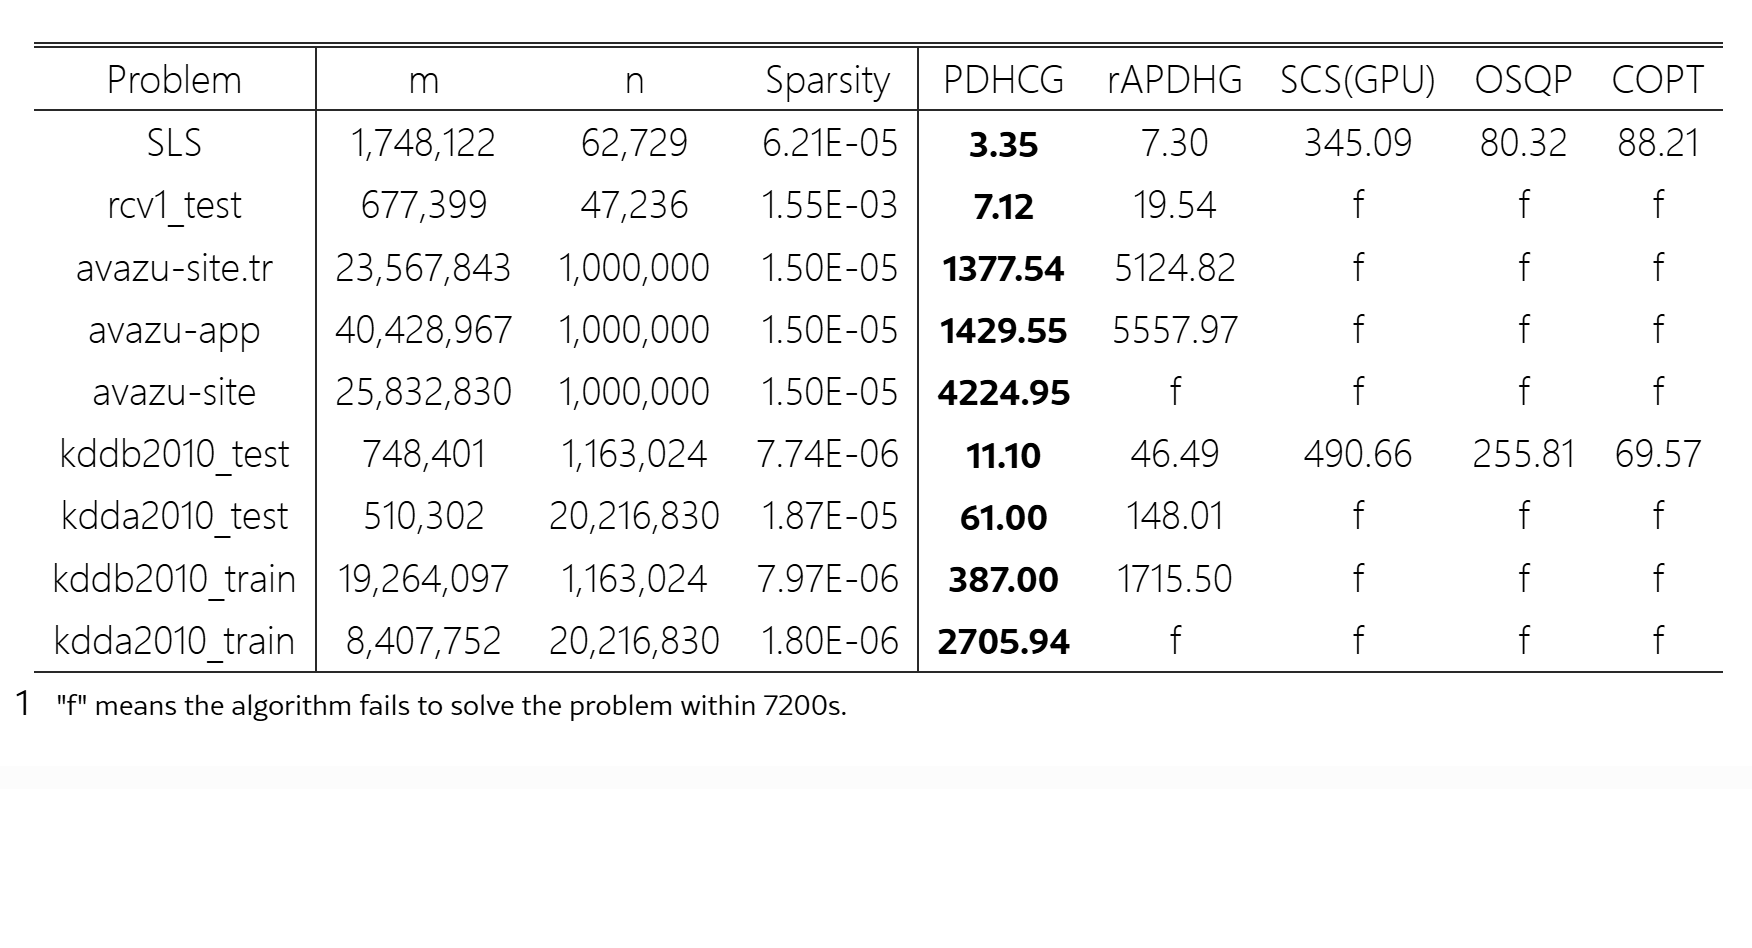 Problem m n Sparsity PDHCG rAPDHG SCS(GPU) OSQP COPT
SLS 1,748,122 62,729 6.21E-05 3.35 7.30 345.09 80.32 88.21
rcv1_test 677,399 47,236 1.55E-03 7.12 19.54 f f f
avazu-site.tr 23,567,843 1,000,000 1.50E-05 1377.54 5124.82 f f f
avazu-app 40,428,967 1,000,000 1.50E-05 1429.55 5557.97 f f f
avazu-site 25,832,830 1,000,000 1.50E-05 4224.95 f f f f
kddb2010_test 748,401 1,163,024 7.74E-06 11.10 46.49 490.66 255.81 69.57
kdda2010_test 510,302 20,216,830 1.87E-05 61.00 148.01 f f f
kddb2010_train 19,264,097 1,163,024 7.97E-06 387.00 1715.50 f f f
kdda2010_train 8,407,752 20,216,830 1.80E-06 2705.94 f f f f
1 "f" means the algorithm fails to solve the problem within 7200s.